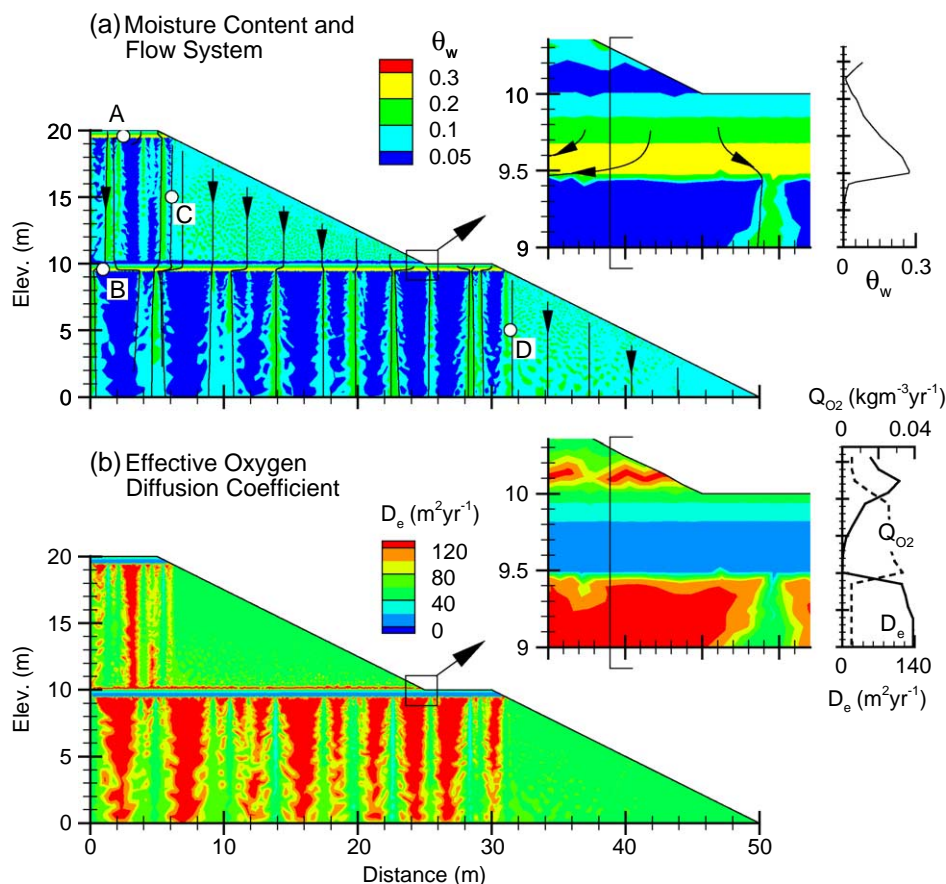 (a) Moisture Content and
Flow System
θw
0.3
0.2
0.1
0.05
10
9.5
9
0 0.3
θw
A
C
B
D
20
15
10
5
0
Elev. (m)
(b) Effective Oxygen
Diffusion Coefficient
De (m²yr⁻¹)
120
80
40
0
10
9.5
9
QO2 (kgm⁻³yr⁻¹)
0 0.04
QO2
De
0 140
De (m²yr⁻¹)
20
15
10
5
0
Elev. (m)
0 10 20 30 40 50
Distance (m)